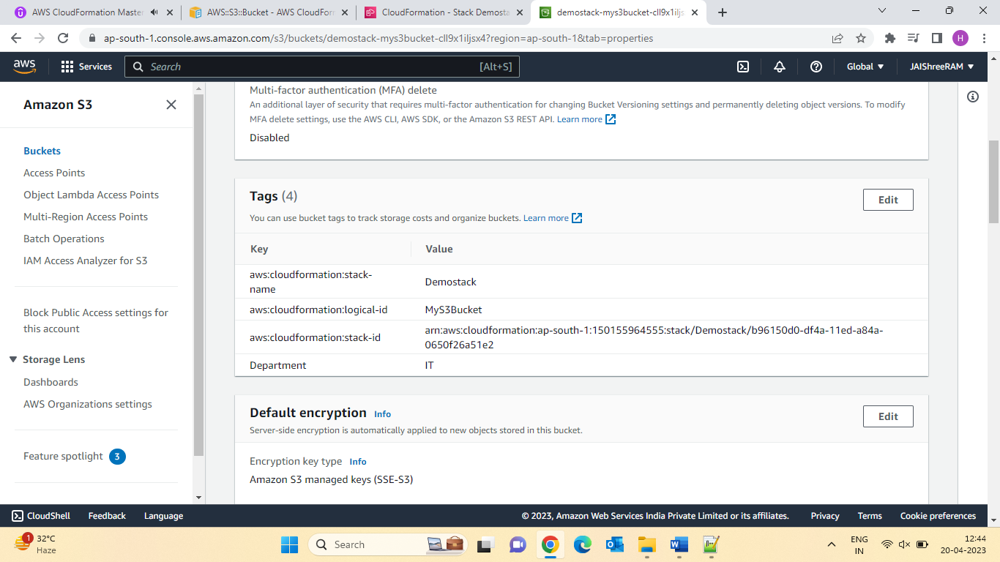 AWS CloudFormation Master
AWS::S3::Bucket - AWS CloudForm
CloudFormation - Stack Demosta
demostack-mys3bucket-cll9x1iljs
ap-south-1.console.aws.amazon.com/s3/buckets/demostack-mys3bucket-cll9x1iljsx4?region=ap-south-1&tab=properties
H
aws
Services
Search
[Alt+S]
Global
JAIShreeRAM
Amazon S3
Buckets
Access Points
Object Lambda Access Points
Multi-Region Access Points
Batch Operations
IAM Access Analyzer for S3
Block Public Access settings for
this account
Storage Lens
Dashboards
AWS Organizations settings
Feature spotlight 3
Multi-factor authentication (MFA) delete
An additional layer of security that requires multi-factor authentication for changing Bucket Versioning settings and permanently deleting object versions. To modify
MFA delete settings, use the AWS CLI, AWS SDK, or the Amazon S3 REST API. Learn more
Disabled
Tags (4)
Edit
You can use bucket tags to track storage costs and organize buckets. Learn more
Key Value
aws:cloudformation:stack-
name
Demostack
aws:cloudformation:logical-id MyS3Bucket
aws:cloudformation:stack-id
arn:aws:cloudformation:ap-south-1:150155964555:stack/Demostack/b96150d0-df4a-11ed-a84a-
0650f26a51e2
Department IT
Default encryption Info
Edit
Server-side encryption is automatically applied to new objects stored in this bucket.
Encryption key type Info
Amazon S3 managed keys (SSE-S3)
CloudShell Feedback Language
© 2023, Amazon Web Services India Private Limited or its affiliates. Privacy Terms Cookie preferences
1
32°C
Haze
Search
ENG
IN
12:44
20-04-2023